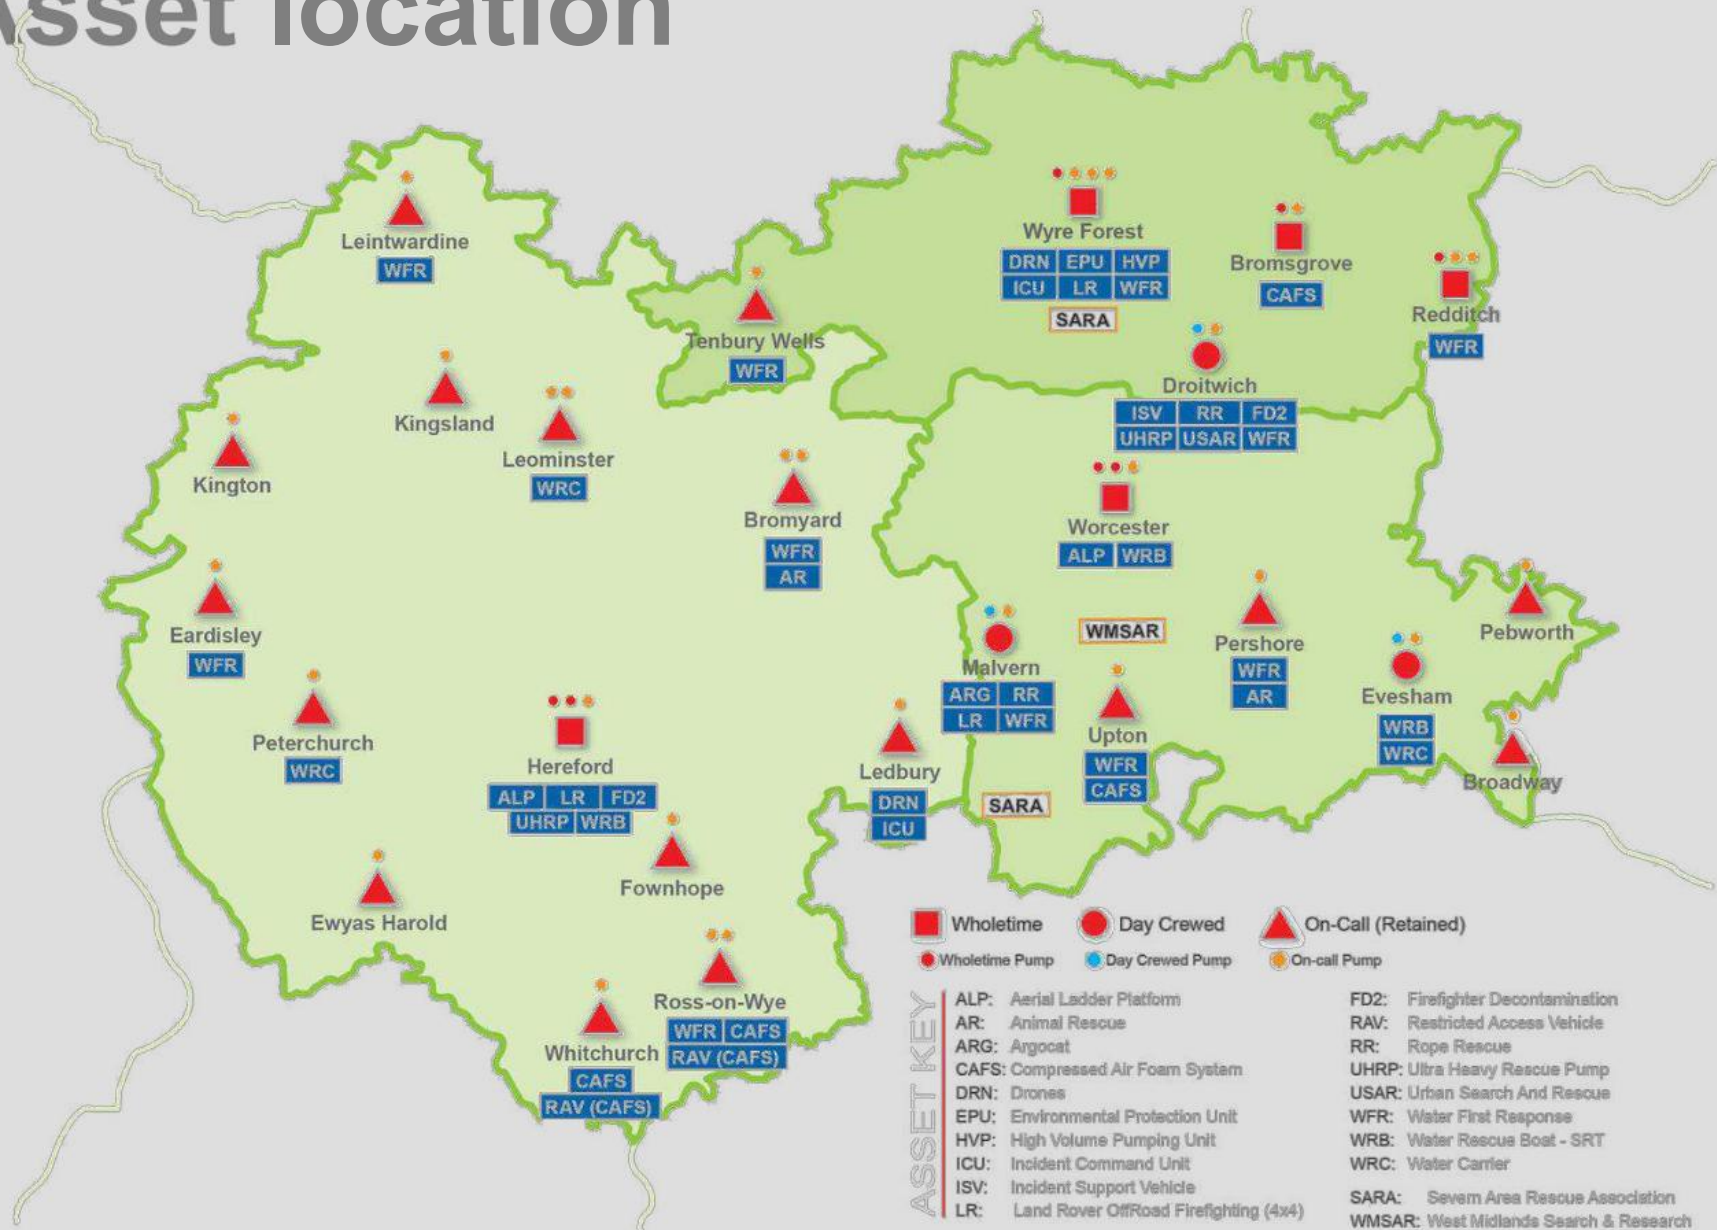 Asset location
Leintwardine
WFR
Wyre Forest
DRN EPU HVP
ICU LR WFR
SARA
Bromsgrove
CAFS
Redditch
WFR
Tenbury Wells
WFR
Droitwich
ISV RR FD2
UHRP USAR WFR
Kingsland
Leominster
WRC
Kington
Bromyard
WFR
AR
Worcester
ALP WRB
WMSAR
Eardisley
WFR
Malvern
ARG RR
LR WFR
Pershore
WFR
AR
Pebworth
Evesham
WRB
WRC
Peterchurch
WRC
Hereford
ALP LR FD2
UHRP WRB
Ledbury
DRN
ICU
Upton
WFR
CAFS
SARA
Broadway
Fownhope
Ewyas Harold
Ross-on-Wye
WFR CAFS
RAV (CAFS)
Whitchurch
CAFS
RAV (CAFS)
Wholetime Day Crewed On-Call (Retained)
Wholetime Pump Day Crewed Pump On-call Pump
ASSET KEY
ALP: Aerial Ladder Platform
AR: Animal Rescue
ARG: Argocat
CAFS: Compressed Air Foam System
DRN: Drones
EPU: Environmental Protection Unit
HVP: High Volume Pumping Unit
ICU: Incident Command Unit
ISV: Incident Support Vehicle
LR: Land Rover OffRoad Firefighting (4x4)
FD2: Firefighter Decontamination
RAV: Restricted Access Vehicle
RR: Rope Rescue
UHRP: Ultra Heavy Rescue Pump
USAR: Urban Search And Rescue
WFR: Water First Response
WRB: Water Rescue Boat - SRT
WRC: Water Carrier
SARA: Severn Area Rescue Association
WMSAR: West Midlands Search & Research